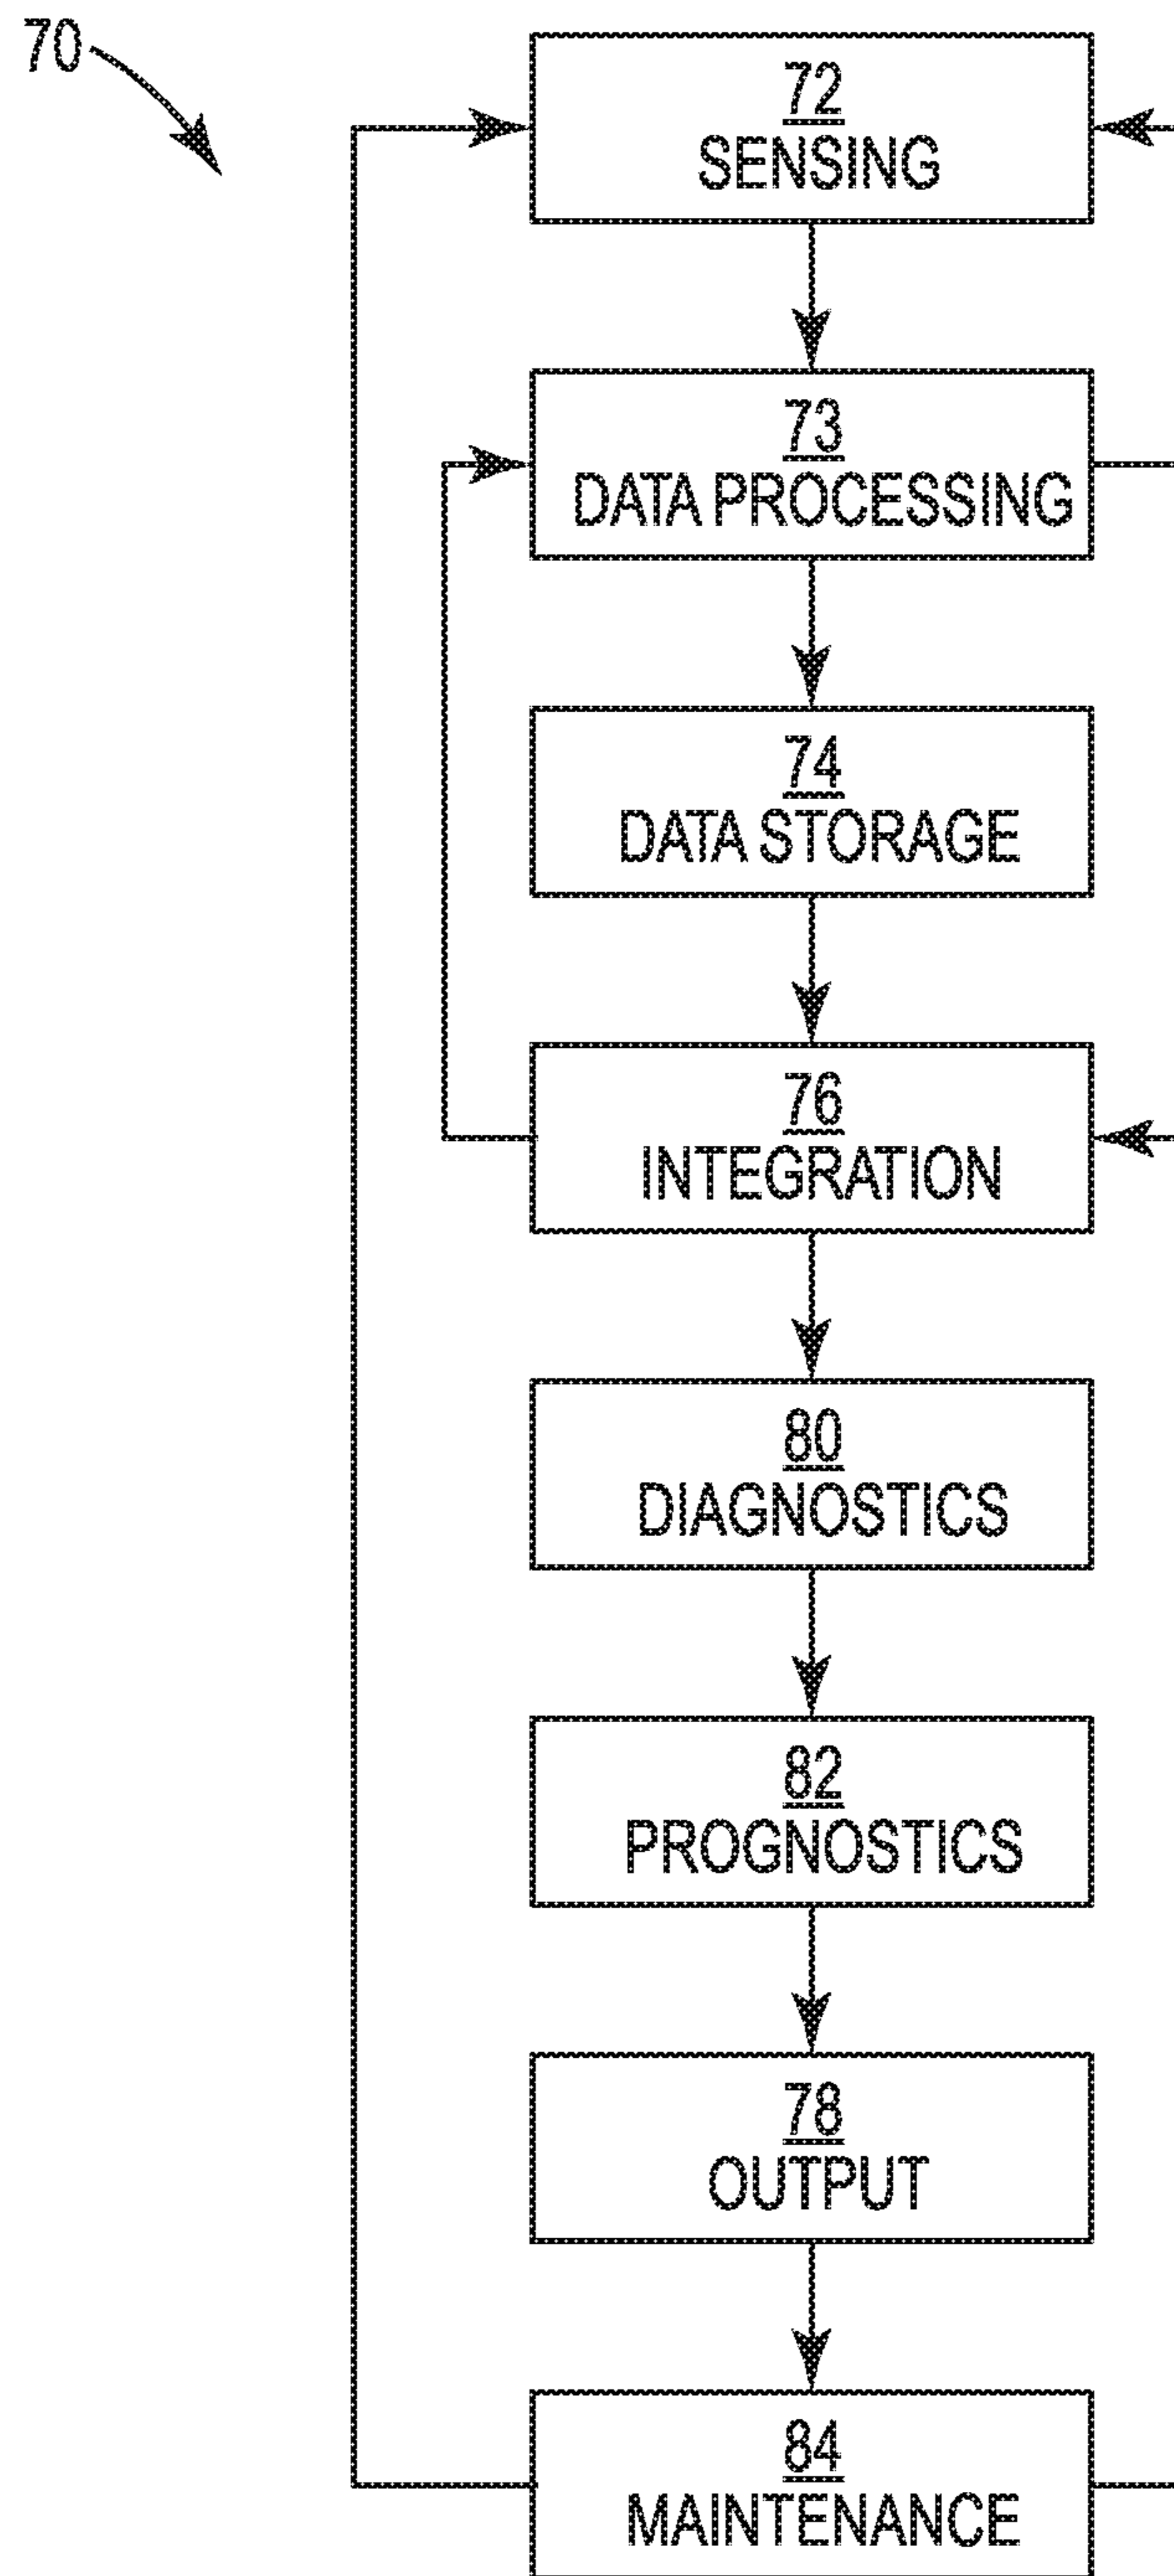 70
72
SENSING
73
DATA PROCESSING
74
DATA STORAGE
76
INTEGRATION
80
DIAGNOSTICS
82
PROGNOSTICS
78
OUTPUT
84
MAINTENANCE